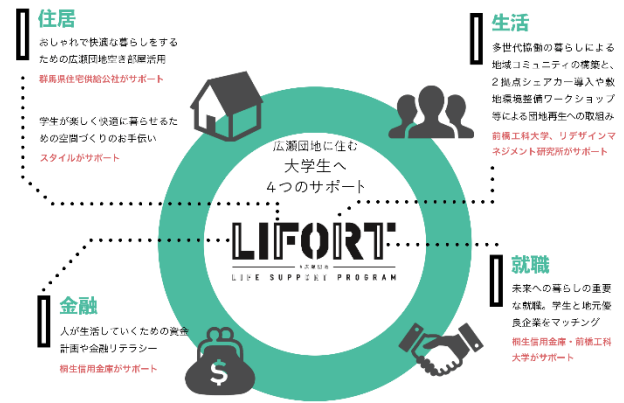 住居
おしゃれで快適な暮らしをする
ための広瀬団地空き部屋活用
群馬県住宅供給公社がサポート
学生が楽しく快適に暮らせるた
めの空間づくりのお手伝い
スタイルがサポート
生活
多世代協働の暮らしによる
地域コミュニティの構築と、
2拠点シェアカー導入や敷
地環境整備ワークショップ
等による団地再生への取組み
前橋工科大学、リデザインマ
ネジメント研究所がサポート
広瀬団地に住む
大学生へ
4つのサポート
LIFORT
LIFE SUPPORT PROGRAM
金融
人が生活していくための資金
計画や金融リテラシー
桐生信用金庫がサポート
$
就職
未来への暮らしの重要
な就職。学生と地元優
良企業をマッチング
桐生信用金庫・前橋工科
大学がサポート